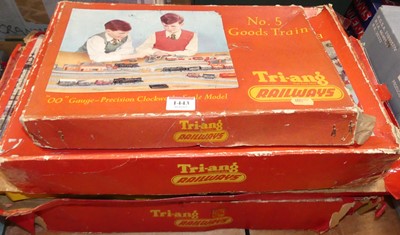 No. 5
Goods Train
Tri-ang
RAILWAYS
"OO" Gauge-Precision Clockwork Scale Model
Tri-ang
RAILWAYS
Tri-ang
RAILWAYS
Tri-ang
RAILWAYS